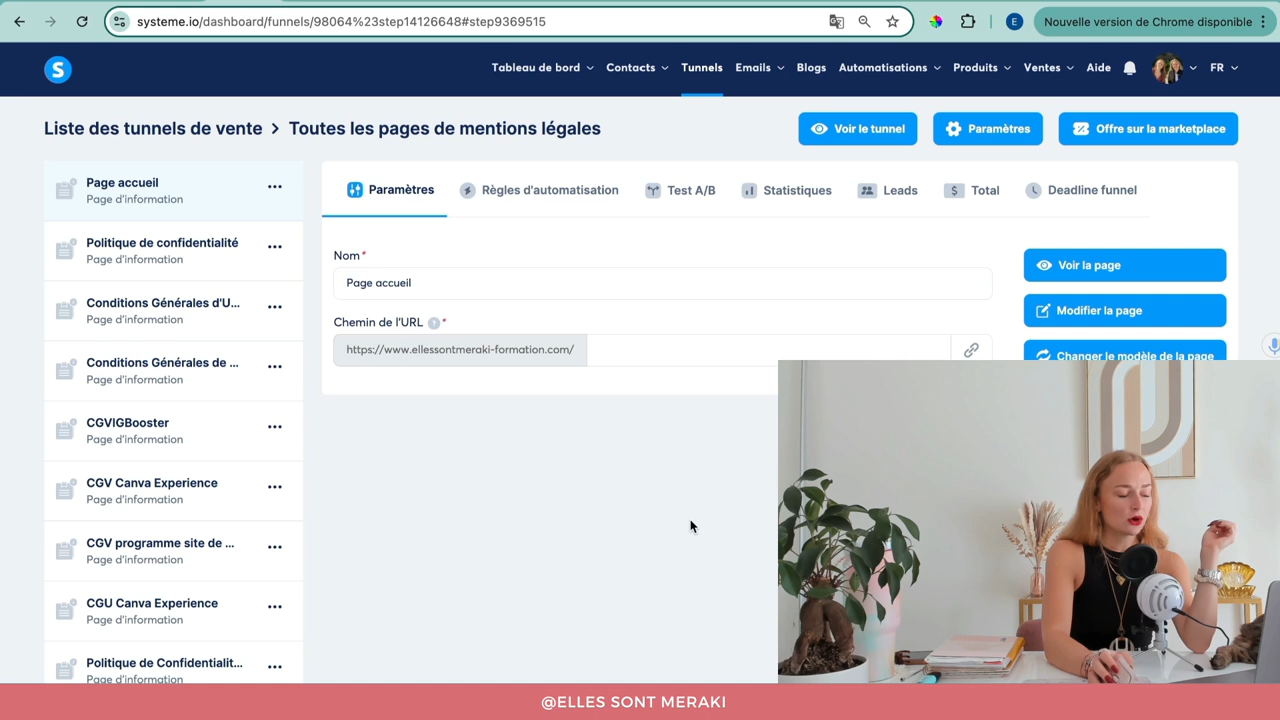 systeme.io/dashboard/funnels/98064%23step14126648#step9369515
E
Nouvelle version de Chrome disponible
S
Tableau de bord
Contacts
Tunnels
Emails
Blogs
Automatisations
Produits
Ventes
Aide
FR
Liste des tunnels de vente > Toutes les pages de mentions légales
Voir le tunnel
Paramètres
Offre sur la marketplace
Page accueil
Page d'information
Politique de confidentialité
Page d'information
Conditions Générales d'U...
Page d'information
Conditions Générales de ...
Page d'information
CGVIGBooster
Page d'information
CGV Canva Experience
Page d'information
CGV programme site de ...
Page d'information
CGU Canva Experience
Page d'information
Politique de Confidentialit...
Page d'information
Paramètres
Règles d'automatisation
Test A/B
Statistiques
Leads
Total
Deadline funnel
Nom*
Page accueil
Chemin de l'URL ? *
https://www.ellessontmeraki-formation.com/
Voir la page
Modifier la page
Changer le modèle de la page
@ELLES SONT MERAKI